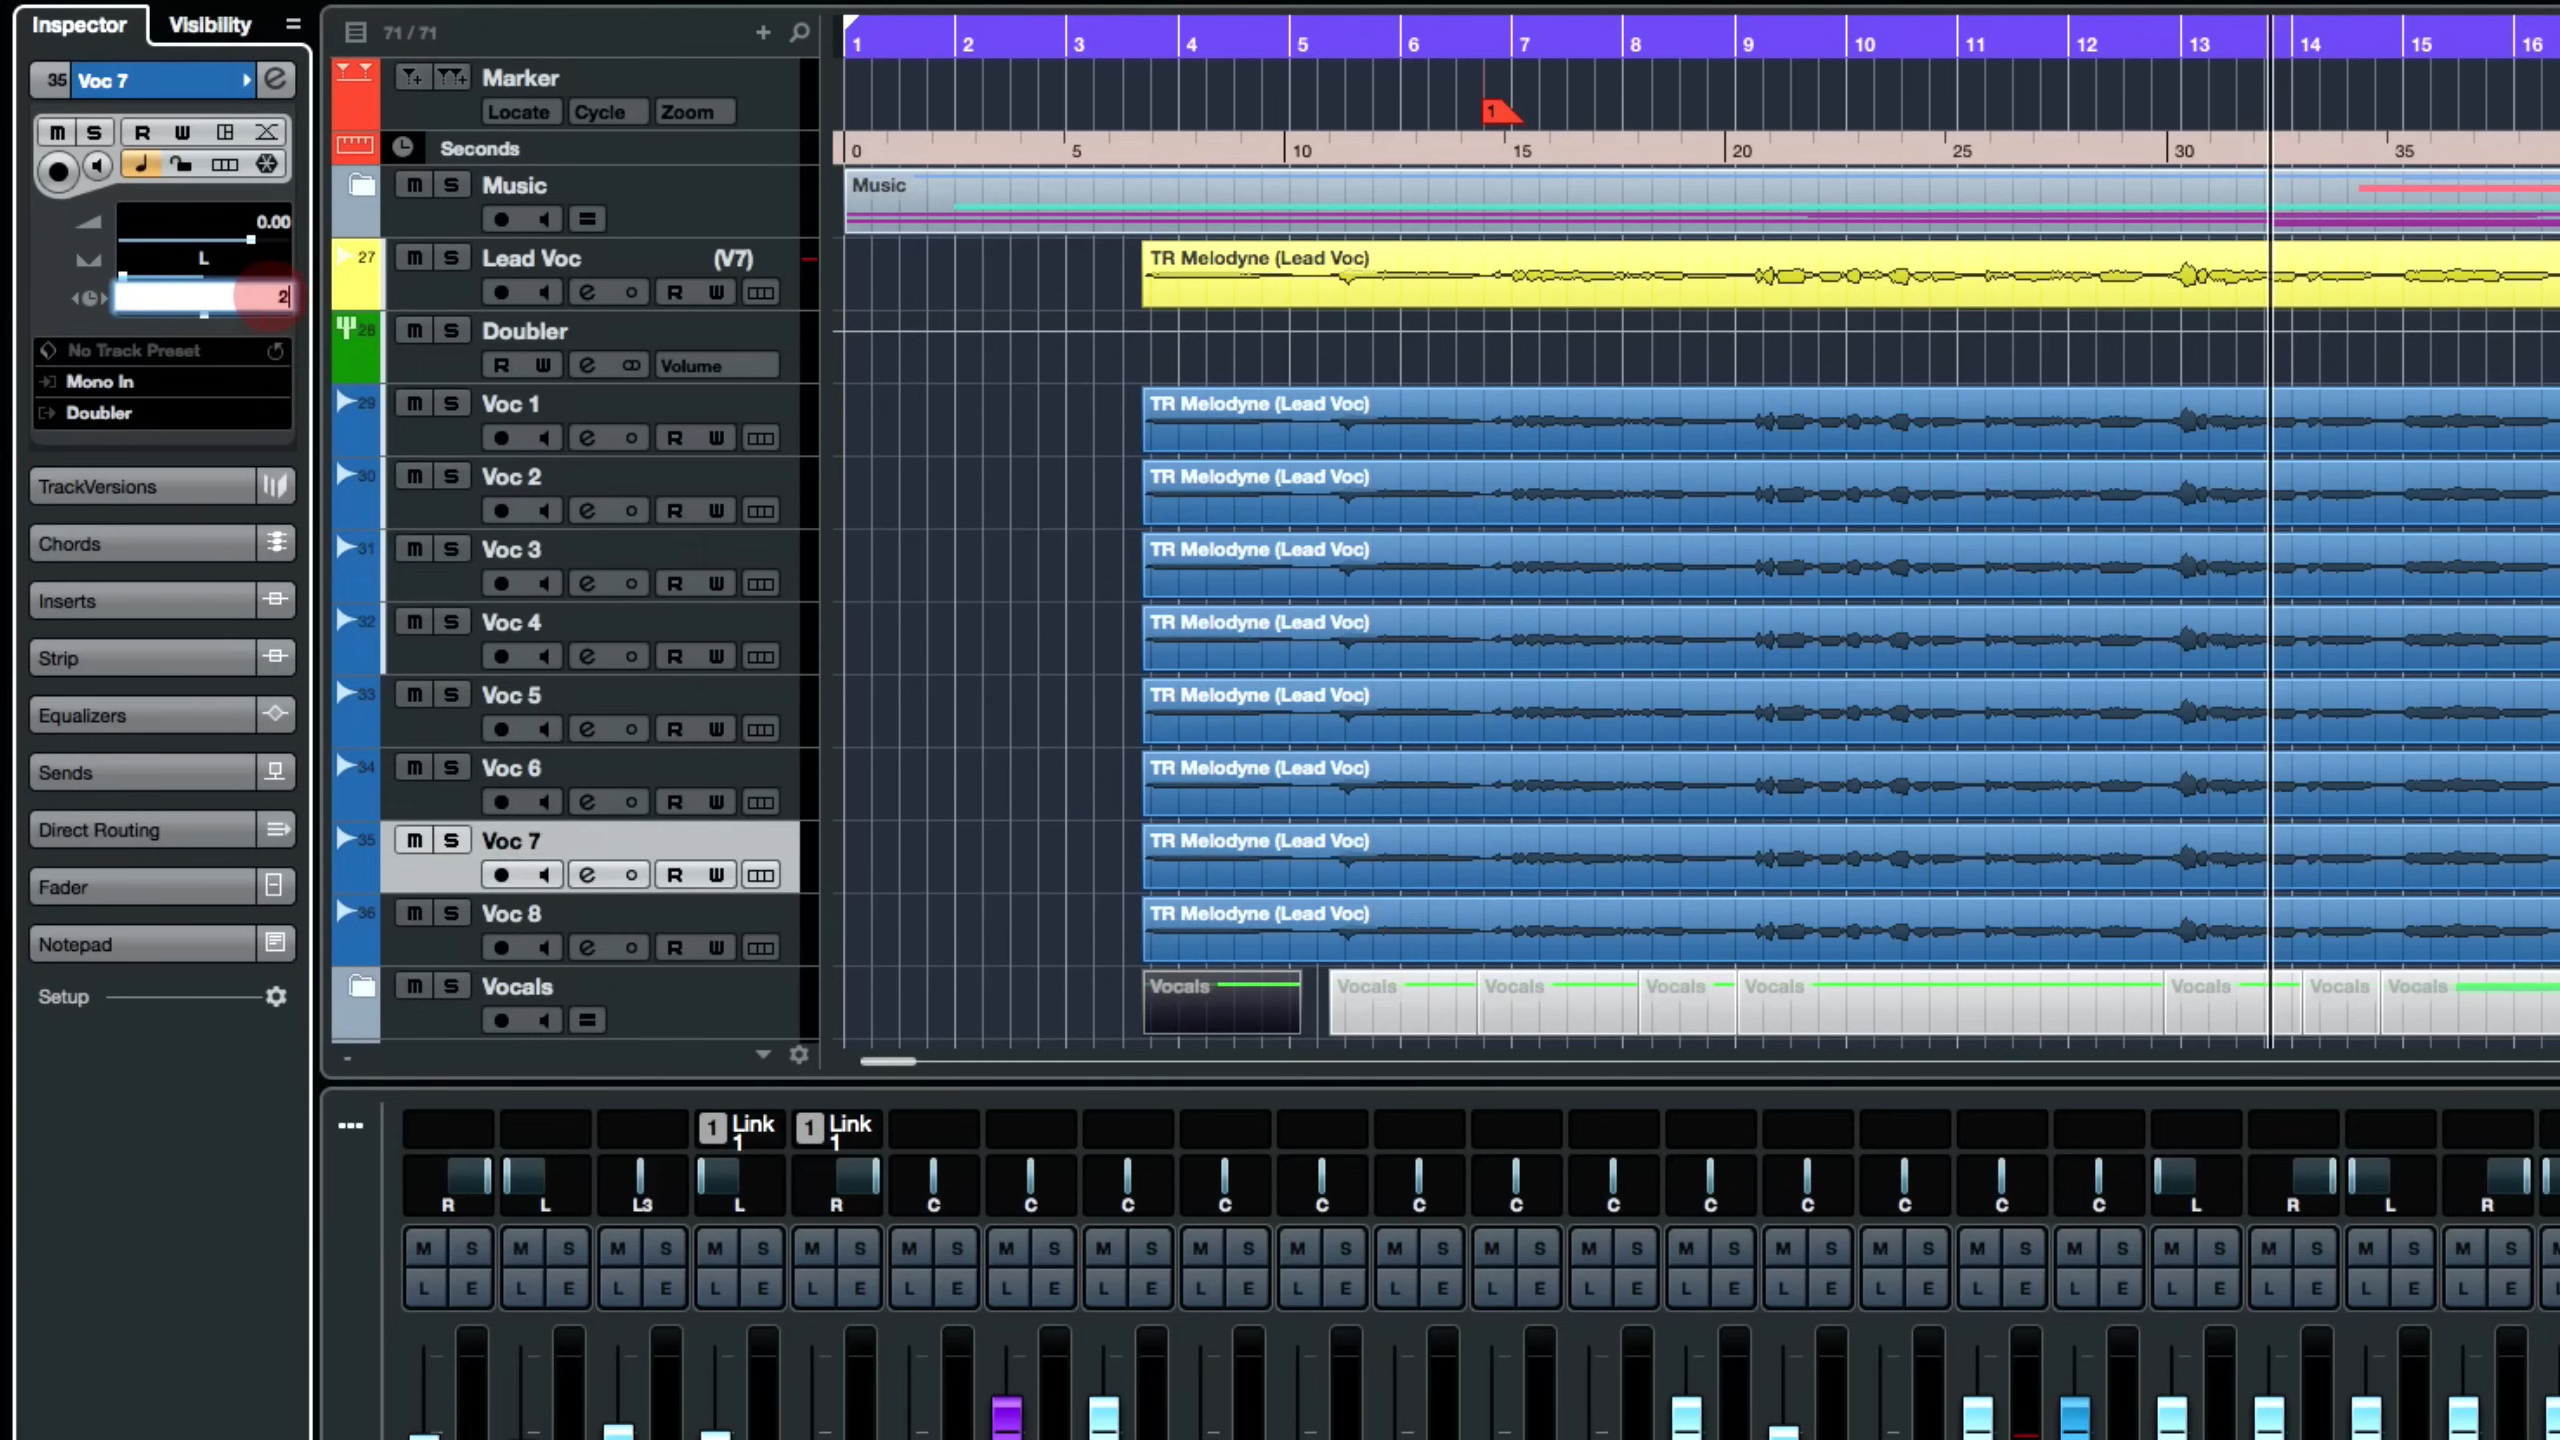 Inspector Visibility
35 Voc 7
m S R W
0.00
L
2
No Track Preset
Mono In
Doubler
TrackVersions
Chords
Inserts
Strip
Equalizers
Sends
Direct Routing
Fader
Notepad
Setup
71 / 71
1 2 3 4 5 6 7 8 9 10 11 12 13 14 15 16
Marker
Locate Cycle Zoom
1
Seconds
0 5 10 15 20 25 30 35
m S Music
Music
27 m S Lead Voc (V7)
R W
TR Melodyne (Lead Voc)
28 m S Doubler
R W Volume
29 m S Voc 1
R W
TR Melodyne (Lead Voc)
30 m S Voc 2
R W
TR Melodyne (Lead Voc)
31 m S Voc 3
R W
TR Melodyne (Lead Voc)
32 m S Voc 4
R W
TR Melodyne (Lead Voc)
33 m S Voc 5
R W
TR Melodyne (Lead Voc)
34 m S Voc 6
R W
TR Melodyne (Lead Voc)
35 m S Voc 7
R W
TR Melodyne (Lead Voc)
36 m S Voc 8
R W
TR Melodyne (Lead Voc)
m S Vocals
Vocals Vocals Vocals Vocals Vocals Vocals Vocals Vocals
1 Link 1 1 Link 1
R L L3 L R C C C C C C C C C C C C C L R L R
M S M S M S M S M S M S M S M S M S M S M S M S M S M S M S M S M S M S M S M S M S M S
L E L E L E L E L E L E L E L E L E L E L E L E L E L E L E L E L E L E L E L E L E L E